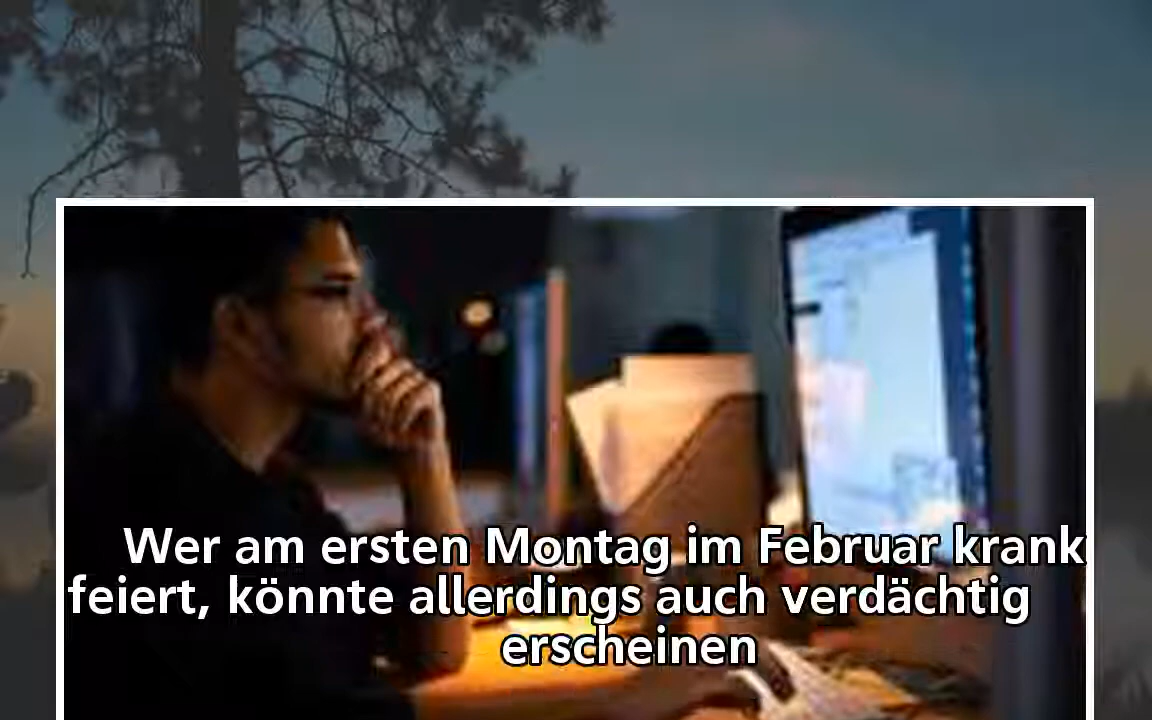 Wer am ersten Montag im Februar krank
feiert, könnte allerdings auch verdächtig
erscheinen